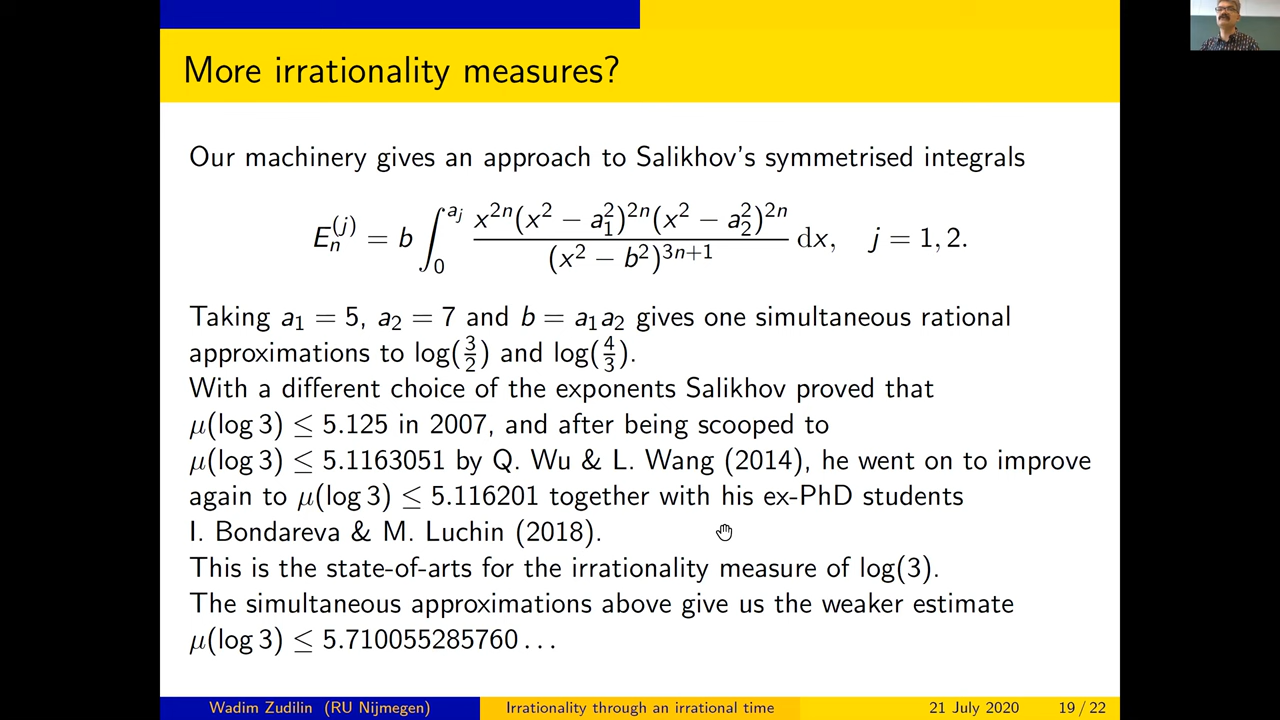 More irrationality measures?
Our machinery gives an approach to Salikhov's symmetrised integrals
E_n^{(j)} = b ∫_0^{a_j} \frac{x^{2n}(x^2 − a_1^2)^{2n}(x^2 − a_2^2)^{2n}}{(x^2 − b^2)^{3n+1}} dx, j = 1, 2.
Taking a_1 = 5, a_2 = 7 and b = a_1a_2 gives one simultaneous rational
approximations to log(3/2) and log(4/3).
With a different choice of the exponents Salikhov proved that
μ(log 3) ≤ 5.125 in 2007, and after being scooped to
μ(log 3) ≤ 5.1163051 by Q. Wu & L. Wang (2014), he went on to improve
again to μ(log 3) ≤ 5.116201 together with his ex-PhD students
I. Bondareva & M. Luchin (2018).
This is the state-of-arts for the irrationality measure of log(3).
The simultaneous approximations above give us the weaker estimate
μ(log 3) ≤ 5.710055285760 . . .
Wadim Zudilin (RU Nijmegen) Irrationality through an irrational time 21 July 2020 19 / 22